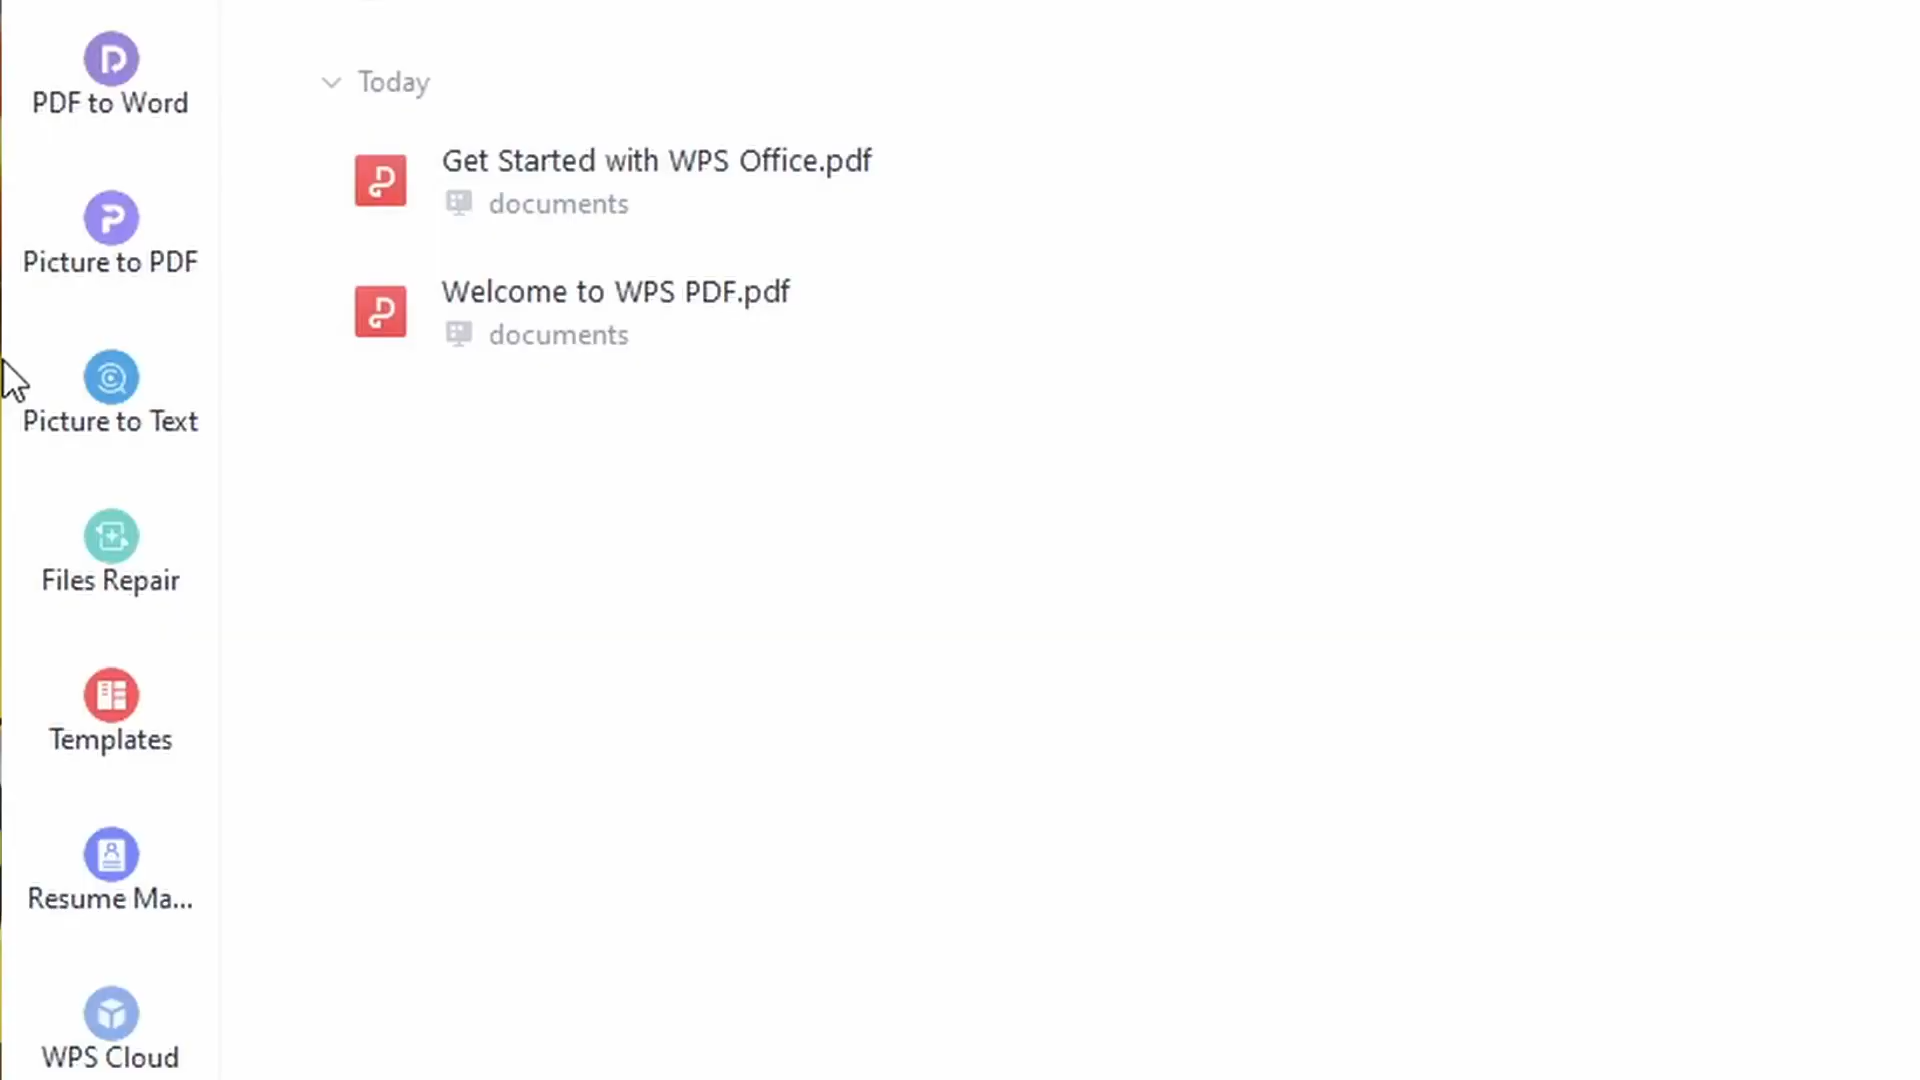 PDF to Word
Picture to PDF
Picture to Text
Files Repair
Templates
Resume Ma...
WPS Cloud
Today
Get Started with WPS Office.pdf
documents
Welcome to WPS PDF.pdf
documents